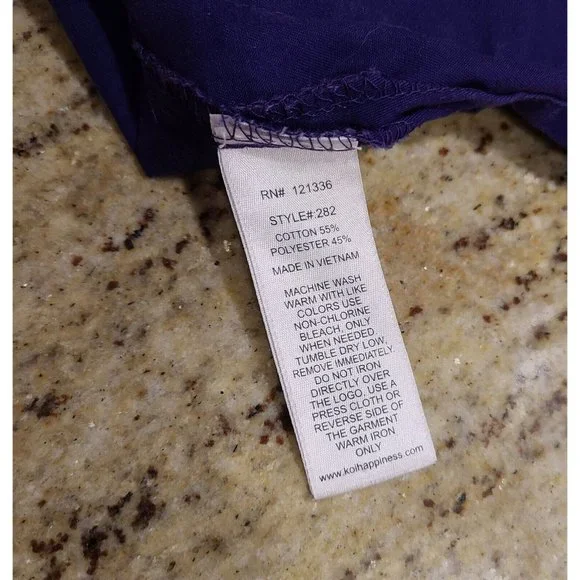 RN# 121336
STYLE#:282
COTTON 55%
POLYESTER 45%
MADE IN VIETNAM
MACHINE WASH
WARM WITH LIKE
COLORS USE
NON-CHLORINE
BLEACH, ONLY
WHEN NEEDED.
TUMBLE DRY LOW,
REMOVE IMMEDIATELY.
DO NOT IRON
DIRECTLY OVER
THE LOGO. USE A
PRESS CLOTH OR
REVERSE SIDE OF
THE GARMENT
WARM IRON
ONLY
www.koihappiness.com